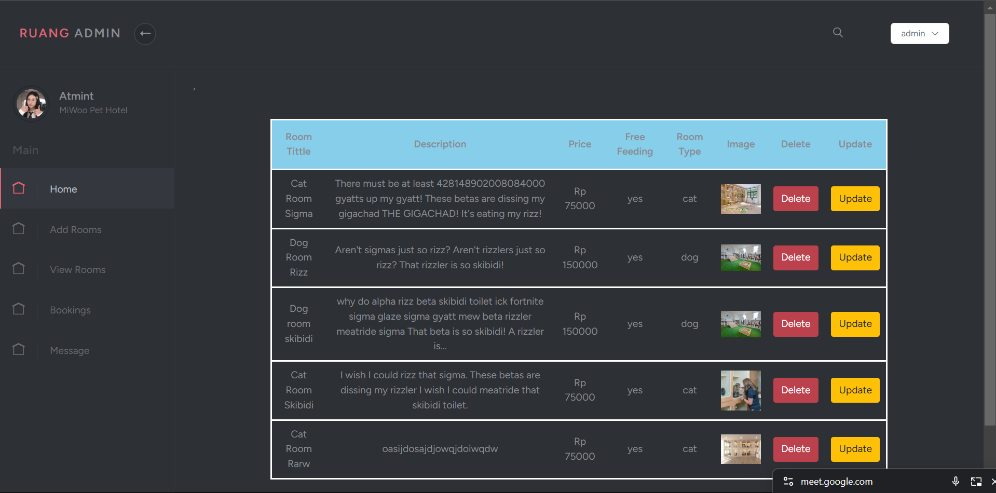 RUANG ADMIN
admin
Atmint
MiWoo Pet Hotel
Main
Home
Add Rooms
View Rooms
Bookings
Message
Room
Tittle
Description
Price
Free
Feeding
Room
Type
Image
Delete
Update
Cat
Room
Sigma
There must be at least 428148902008084000
gyatts up my gyatt! These betas are dissing my
gigachad THE GIGACHAD! It's eating my rizz!
Rp
75000
yes
cat
Delete
Update
Dog
Room
Rizz
Aren't sigmas just so rizz? Aren't rizzlers just so
rizz? That rizzler is so skibidi!
Rp
150000
yes
dog
Delete
Update
Dog
room
skibidi
why do alpha rizz beta skibidi toilet ick fortnite
sigma glaze sigma gyatt mew beta rizzler
meatride sigma That beta is so skibidi! A rizzler
is...
Rp
150000
yes
dog
Delete
Update
Cat
Room
Skibidi
I wish I could rizz that sigma. These betas are
dissing my rizzler I wish I could meatride that
skibidi toilet.
Rp
75000
yes
cat
Delete
Update
Cat
Room
Rarw
oasijdosajdjowqjdoiwqdw
Rp
75000
yes
cat
Delete
Update
meet.google.com